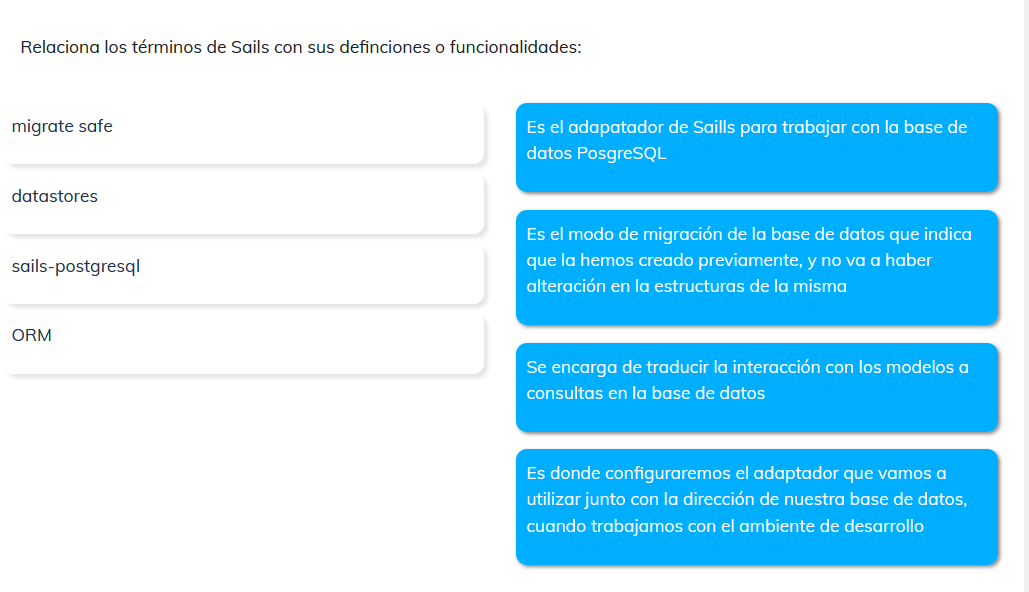 Relaciona los términos de Sails con sus definciones o funcionalidades:
migrate safe
datastores
sails-postgresql
ORM
Es el adapatador de Saills para trabajar con la base de
datos PosgreSQL
Es el modo de migración de la base de datos que indica
que la hemos creado previamente, y no va a haber
alteración en la estructuras de la misma
Se encarga de traducir la interacción con los modelos a
consultas en la base de datos
Es donde configuraremos el adaptador que vamos a
utilizar junto con la dirección de nuestra base de datos,
cuando trabajamos con el ambiente de desarrollo